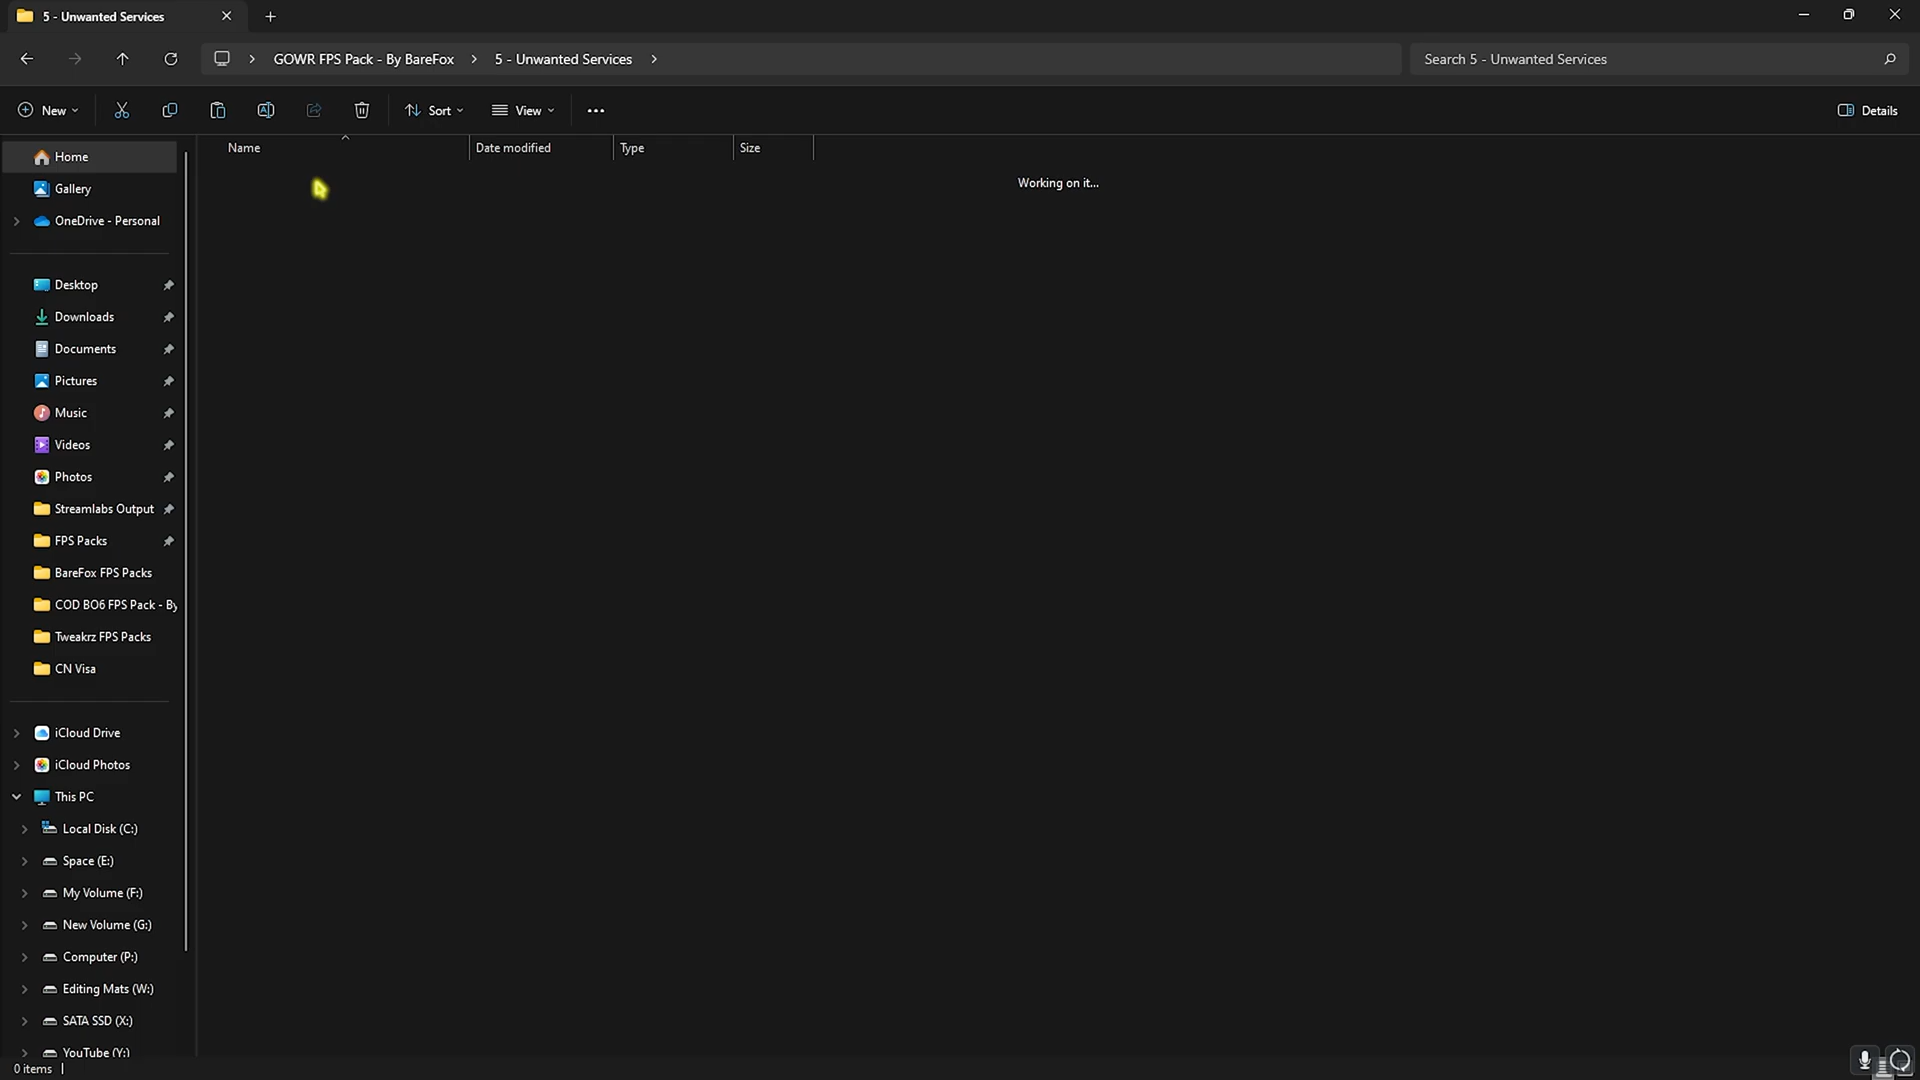 5 - Unwanted Services
GOWR FPS Pack - By BareFox
5 - Unwanted Services
Search 5 - Unwanted Services
New
Sort
View
Details
Name
Date modified
Type
Size
Working on it...
Home
Gallery
OneDrive - Personal
Desktop
Downloads
Documents
Pictures
Music
Videos
Photos
Streamlabs Output
FPS Packs
BareFox FPS Packs
COD BO6 FPS Pack - By
Tweakrz FPS Packs
CN Visa
iCloud Drive
iCloud Photos
This PC
Local Disk (C:)
Space (E:)
My Volume (F:)
New Volume (G:)
Computer (P:)
Editing Mats (W:)
SATA SSD (X:)
YouTube (Y:)
0 items